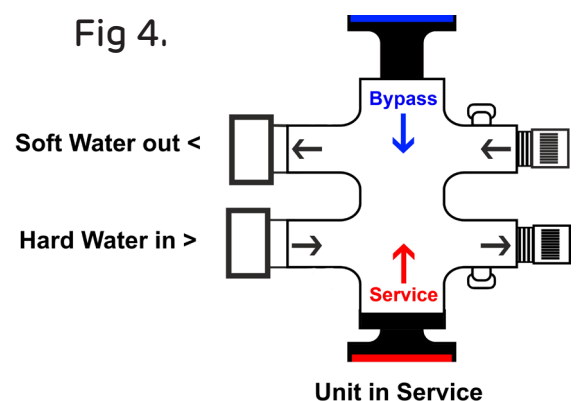 Fig 4.
Bypass
Soft Water out <
Hard Water in >
Service
Unit in Service